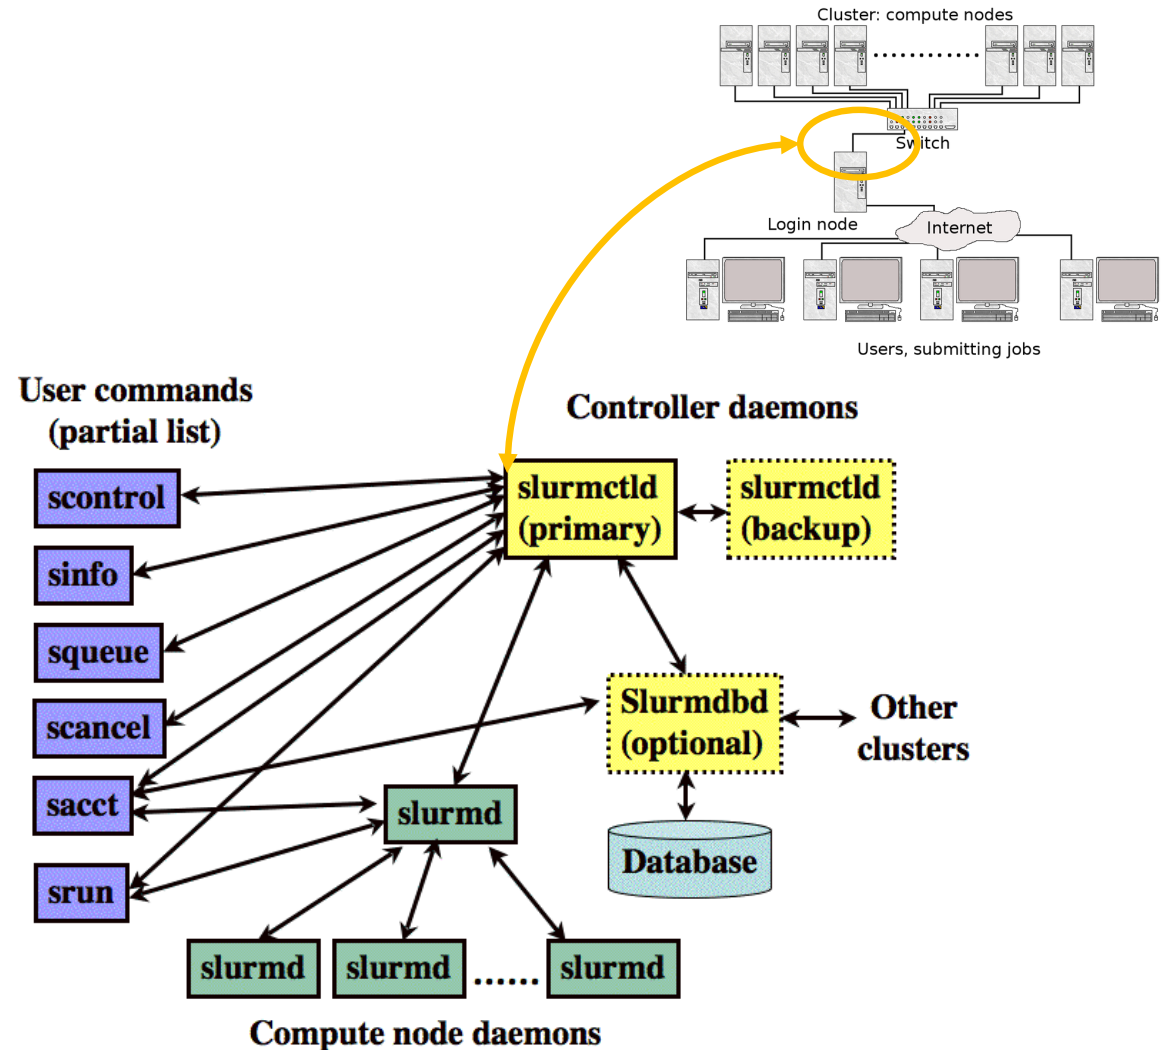 Cluster: compute nodes
Switch
Login node
Internet
Users, submitting jobs
User commands
(partial list)
Controller daemons
scontrol
sinfo
squeue
scancel
sacct
srun
slurmctld
(primary)
slurmctld
(backup)
Slurmdbd
(optional)
Other
clusters
Database
slurmd
slurmd
slurmd
......
slurmd
Compute node daemons